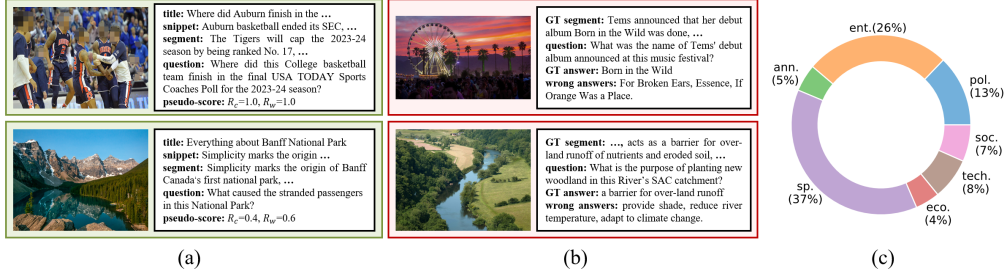 title: Where did Auburn finish in the ...
snippet: Auburn basketball ended its SEC, ...
segment: The Tigers will cap the 2023-24
season by being ranked No. 17, ...
question: Where did this College basketball
team finish in the final USA TODAY Sports
Coaches Poll for the 2023-24 season?
pseudo-score: R_c=1.0, R_w=1.0
title: Everything about Banff National Park
snippet: Simplicity marks the origin ...
segment: Simplicity marks the origin of Banff
Canada's first national park, ...
question: What caused the stranded passengers
in this National Park?
pseudo-score: R_c=0.4, R_w=0.6
(a)
GT segment: Tems announced that her debut
album Born in the Wild was done, ...
question: What was the name of Tems' debut
album announced at this music festival?
GT answer: Born in the Wild
wrong answers: For Broken Ears, Essence, If
Orange Was a Place.
GT segment: ..., acts as a barrier for over-
land runoff of nutrients and eroded soil, ...
question: What is the purpose of planting new
woodland in this River's SAC catchment?
GT answer: a barrier for over-land runoff
wrong answers: provide shade, reduce river
temperature, adapt to climate change.
(b)
ent.(26%)
pol.
(13%)
soc.
(7%)
tech.
(8%)
eco.
(4%)
sp.
(37%)
ann.
(5%)
(c)